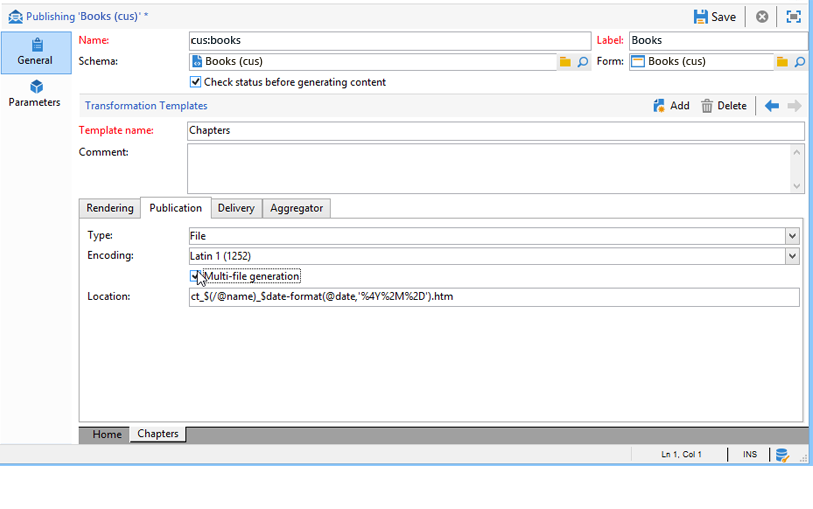 Publishing 'Books (cus)' * Save
General
Parameters
Name: cus:books Label: Books
Schema: Books (cus) Form: Books (cus)
Check status before generating content
Transformation Templates Add Delete
Template name: Chapters
Comment:
Rendering Publication Delivery Aggregator
Type: File
Encoding: Latin 1 (1252)
Multi-file generation
Location: ct_$(/@name)_$date-format(@date,'%4Y%2M%2D').htm
Home Chapters
Ln 1, Col 1 INS